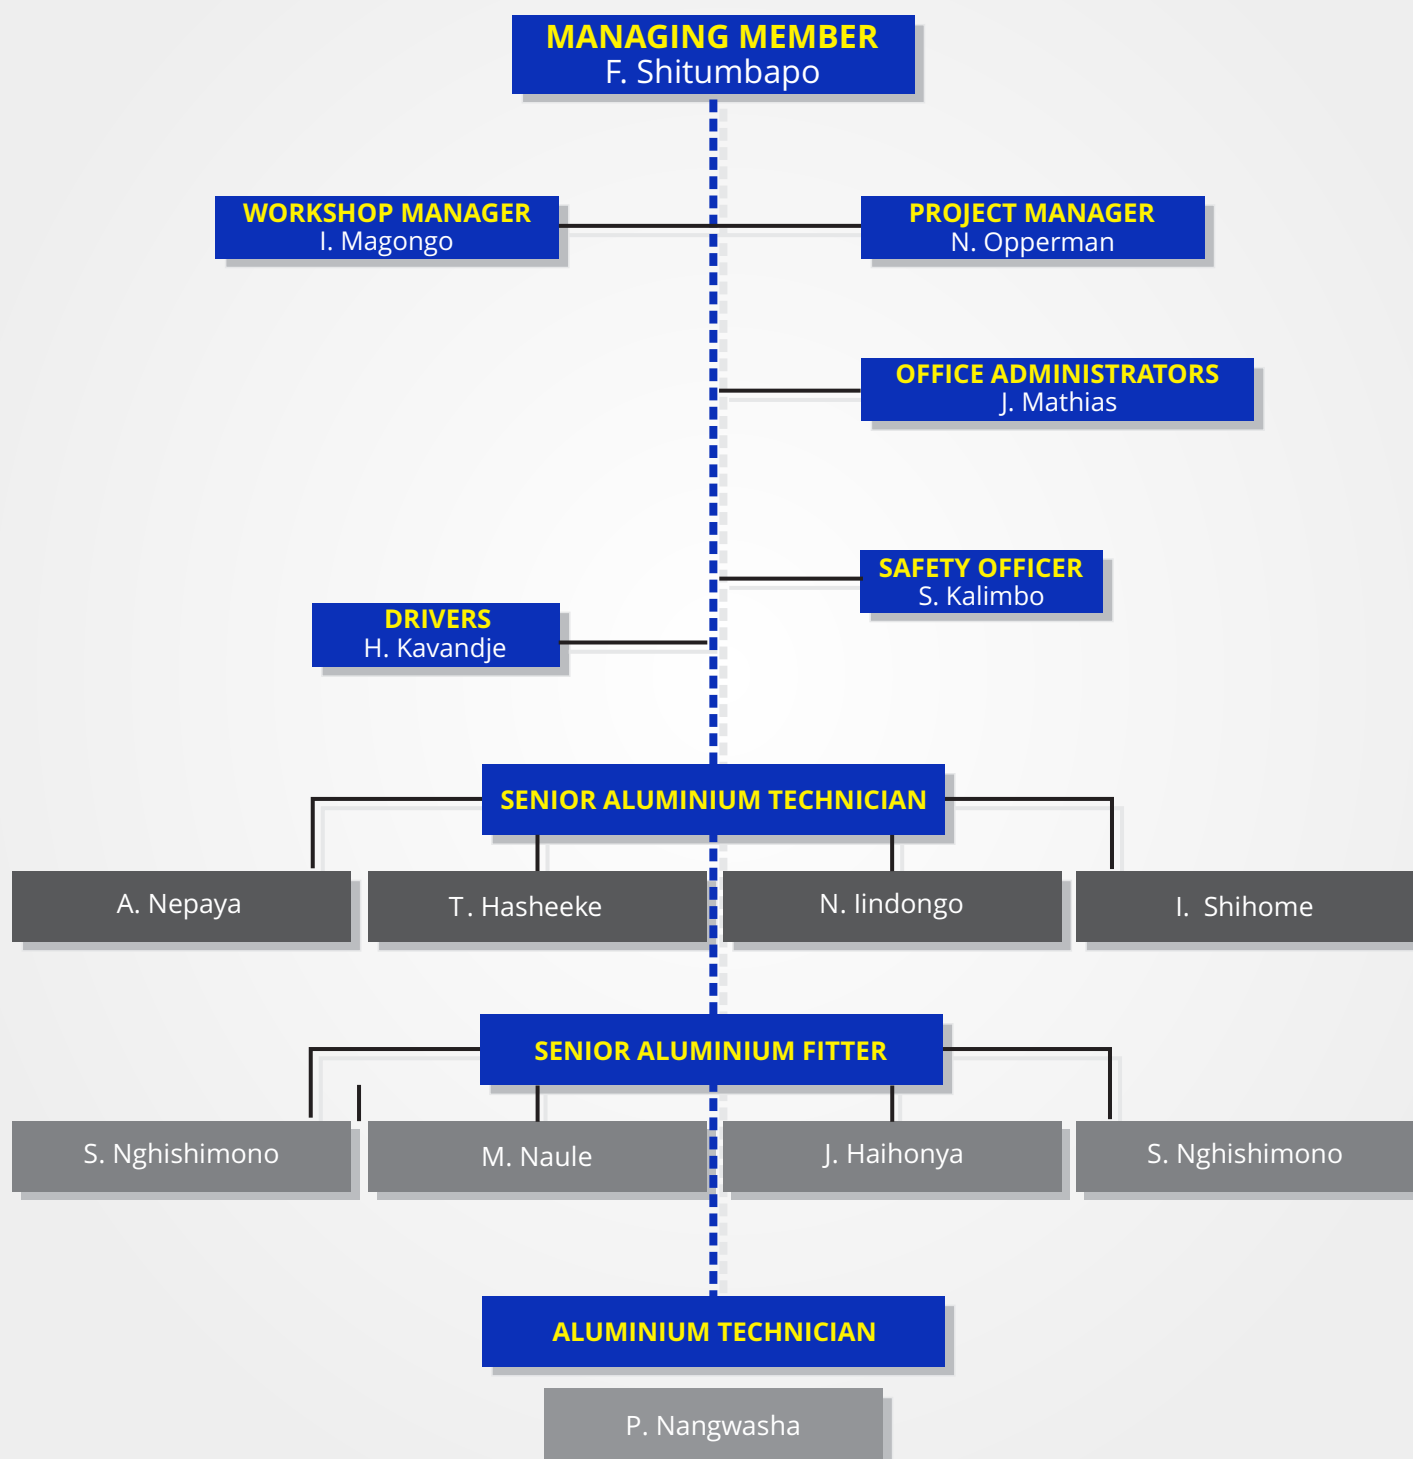 MANAGING MEMBER
F. Shitumbapo
WORKSHOP MANAGER
I. Magongo
PROJECT MANAGER
N. Opperman
OFFICE ADMINISTRATORS
J. Mathias
SAFETY OFFICER
S. Kalimbo
DRIVERS
H. Kavandje
SENIOR ALUMINIUM TECHNICIAN
A. Nepaya
T. Hasheeke
N. Iindongo
I. Shihome
SENIOR ALUMINIUM FITTER
S. Nghishimono
M. Naule
J. Haihonya
S. Nghishimono
ALUMINIUM TECHNICIAN
P. Nangwasha